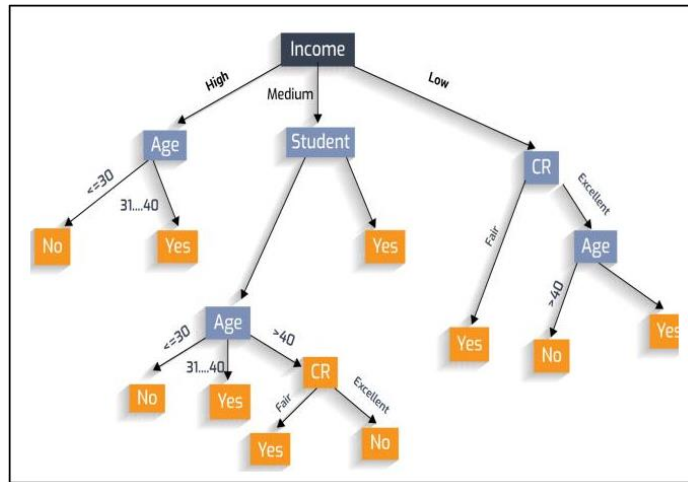 Income
High
Medium
Low
Age
Student
CR
<=30
31....40
Fair
Excellent
No
Yes
Yes
Age
Age
<=30
31....40
>40
Yes
>40
No
Yes
No
Yes
CR
Fair
Excellent
Yes
No